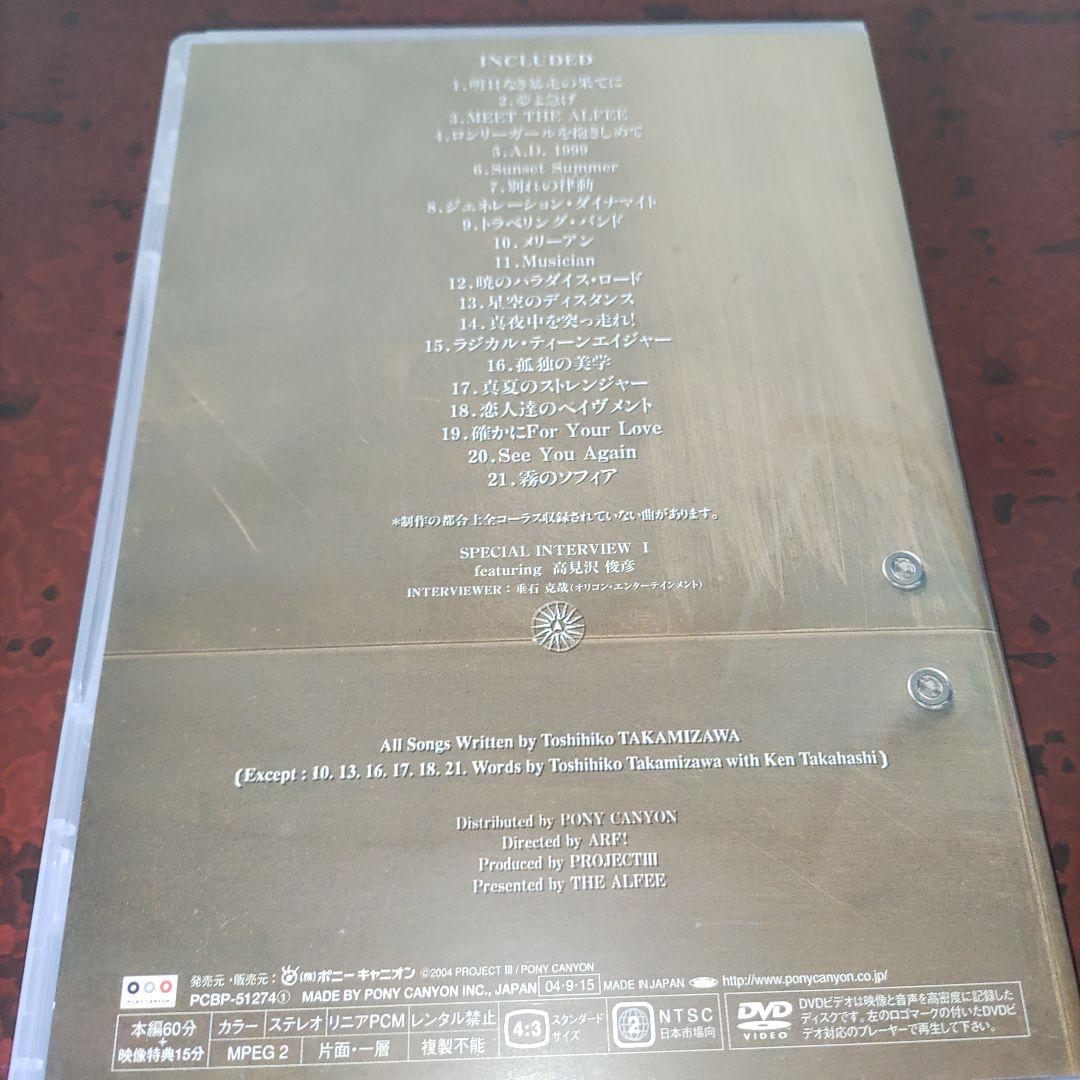 INCLUDED
1.明日なき暴走の果てに
2.夢よ急げ
3.MEET THE ALFEE
4.ロンリーガールを抱きしめて
5.A.D. 1999
6.Sunset Summer
7.別れの律動
8.ジェネレーション・ダイナマイト
9.トラベリング・バンド
10.メリーアン
11.Musician
12.暁のパラダイス・ロード
13.星空のディスタンス
14.真夜中を突っ走れ!
15.ラジカル・ティーンエイジャー
16.孤独の美学
17.真夏のストレンジャー
18.恋人達のペイヴメント
19.確かにFor Your Love
20.See You Again
21.霧のソフィア
*制作の都合上全コーラス収録されていない曲があります。
SPECIAL INTERVIEW I
featuring 高見沢 俊彦
INTERVIEWER：垂石 克哉(オリコン・エンターテインメント)
All Songs Written by Toshihiko TAKAMIZAWA
(Except : 10. 13. 16. 17. 18. 21. Words by Toshihiko Takamizawa with Ken Takahashi)
Distributed by PONY CANYON
Directed by ARF!
Produced by PROJECTIII
Presented by THE ALFEE
PONY CANYON
発売元・販売元：(株)ポニーキャニオン ©2004 PROJECT III / PONY CANYON
PCBP-51274① MADE BY PONY CANYON INC., JAPAN 04・9・15 MADE IN JAPAN http://www.ponycanyon.co.jp/
本編60分
+
映像特典15分
カラー ステレオ リニアPCM レンタル禁止
MPEG 2 片面・一層 複製不能
4:3 スタンダードサイズ
2 NTSC 日本市場向
DVD VIDEO
DVDビデオは映像と音声を高密度に記録した
ディスクです。左のロゴマークの付いたDVDビ
デオ対応のプレーヤーで再生して下さい。